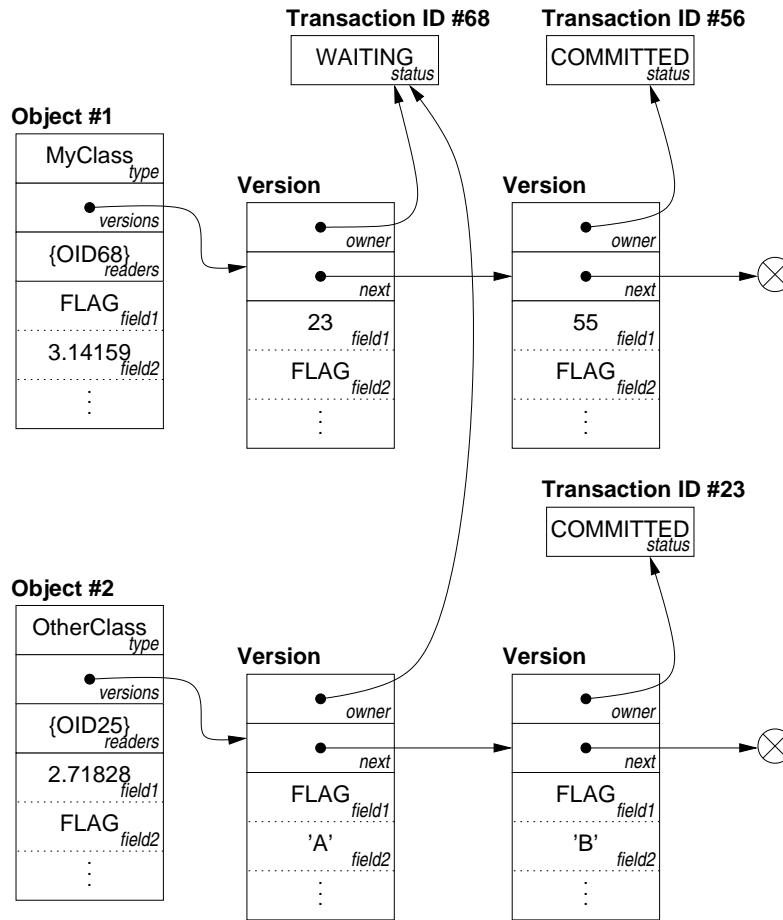 Transaction ID #68
WAITING
status
Transaction ID #56
COMMITTED
status
Object #1
MyClass
type
versions
{OID68}
readers
FLAG
field1
3.14159
field2
Version
owner
next
23
field1
FLAG
field2
Version
owner
next
55
field1
FLAG
field2
Transaction ID #23
COMMITTED
status
Object #2
OtherClass
type
versions
{OID25}
readers
2.71828
field1
FLAG
field2
Version
owner
next
FLAG
field1
'A'
field2
Version
owner
next
FLAG
field1
'B'
field2